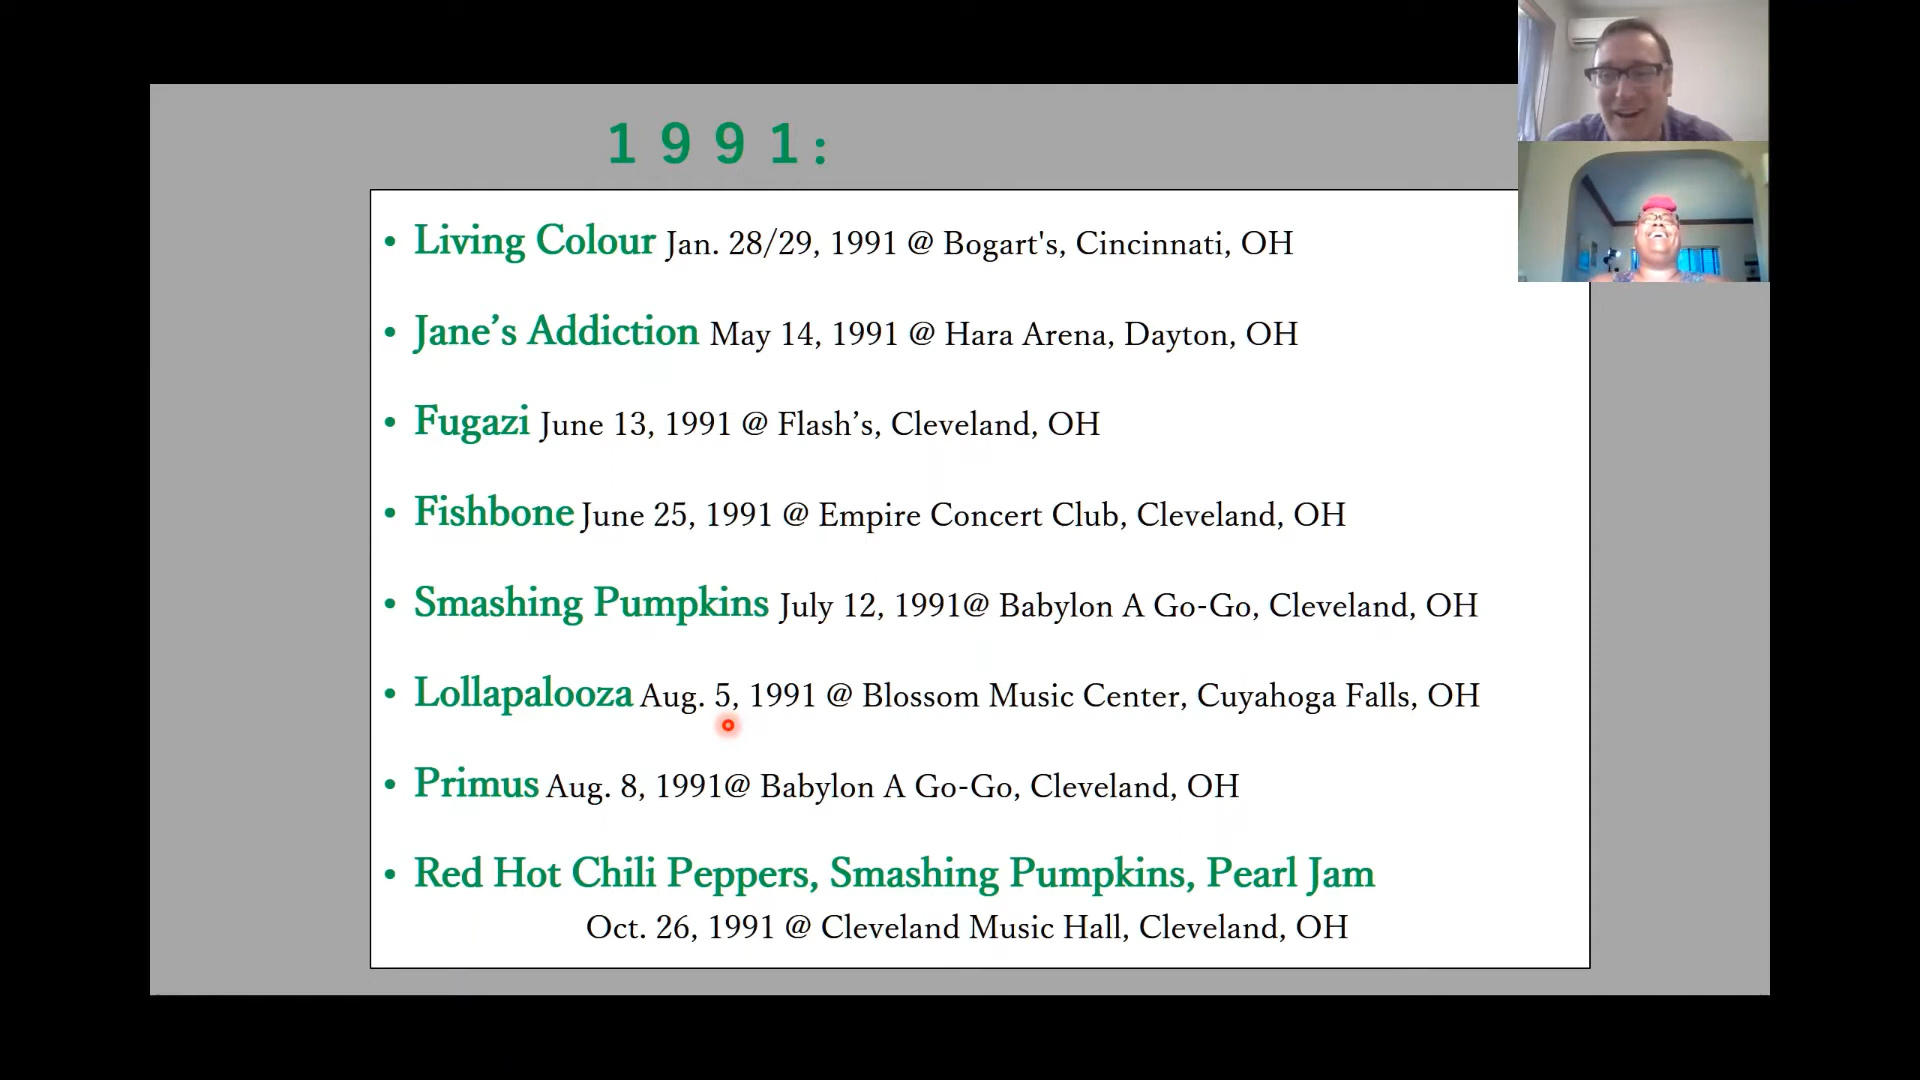 1991:
• Living Colour Jan. 28/29, 1991 @ Bogart's, Cincinnati, OH
• Jane’s Addiction May 14, 1991 @ Hara Arena, Dayton, OH
• Fugazi June 13, 1991 @ Flash’s, Cleveland, OH
• Fishbone June 25, 1991 @ Empire Concert Club, Cleveland, OH
• Smashing Pumpkins July 12, 1991@ Babylon A Go-Go, Cleveland, OH
• Lollapalooza Aug. 5, 1991 @ Blossom Music Center, Cuyahoga Falls, OH
• Primus Aug. 8, 1991@ Babylon A Go-Go, Cleveland, OH
• Red Hot Chili Peppers, Smashing Pumpkins, Pearl Jam
Oct. 26, 1991 @ Cleveland Music Hall, Cleveland, OH